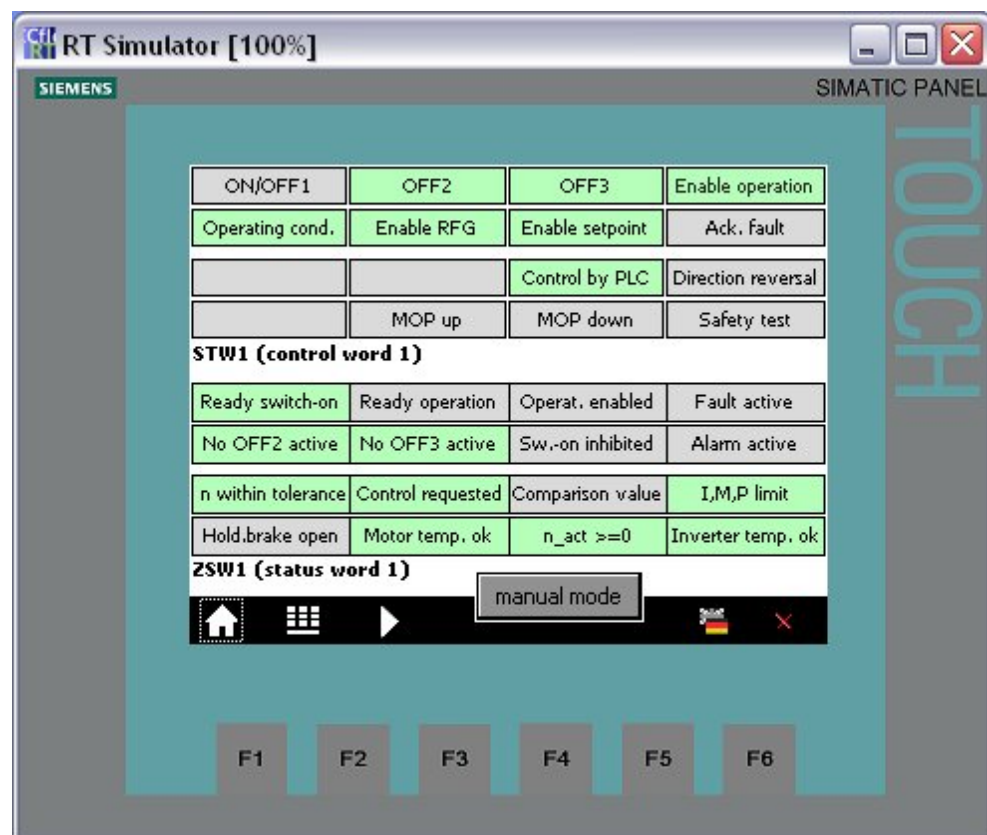 RT Simulator [100%]
SIEMENS SIMATIC PANEL
TOUCH
ON/OFF1 OFF2 OFF3 Enable operation
Operating cond. Enable RFG Enable setpoint Ack. fault
Control by PLC Direction reversal
MOP up MOP down Safety test
STW1 (control word 1)
Ready switch-on Ready operation Operat. enabled Fault active
No OFF2 active No OFF3 active Sw.-on inhibited Alarm active
n within tolerance Control requested Comparison value I,M,P limit
Hold.brake open Motor temp. ok n_act >=0 Inverter temp. ok
ZSW1 (status word 1)
manual mode
F1 F2 F3 F4 F5 F6